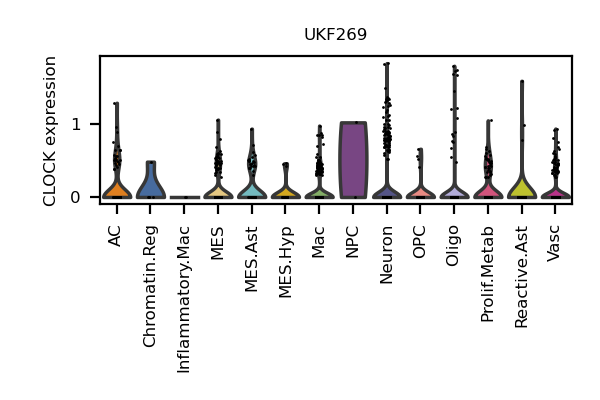 UKF269
CLOCK expression
1
0
AC
Chromatin.Reg
Inflammatory.Mac
MES
MES.Ast
MES.Hyp
Mac
NPC
Neuron
OPC
Oligo
Prolif.Metab
Reactive.Ast
Vasc